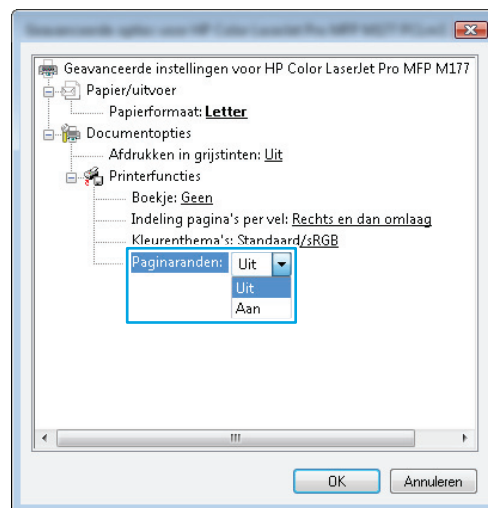 Geavanceerde instellingen voor HP Color LaserJet Pro MFP M177
Papier/uitvoer
Papierformaat: Letter
Documentopties
Afdrukken in grijstinten: Uit
Printerfuncties
Boekje: Geen
Indeling pagina's per vel: Rechts en dan omlaag
Kleurenthema's: Standaard/sRGB
Paginaranden: Uit
Uit
Aan
OK Annuleren